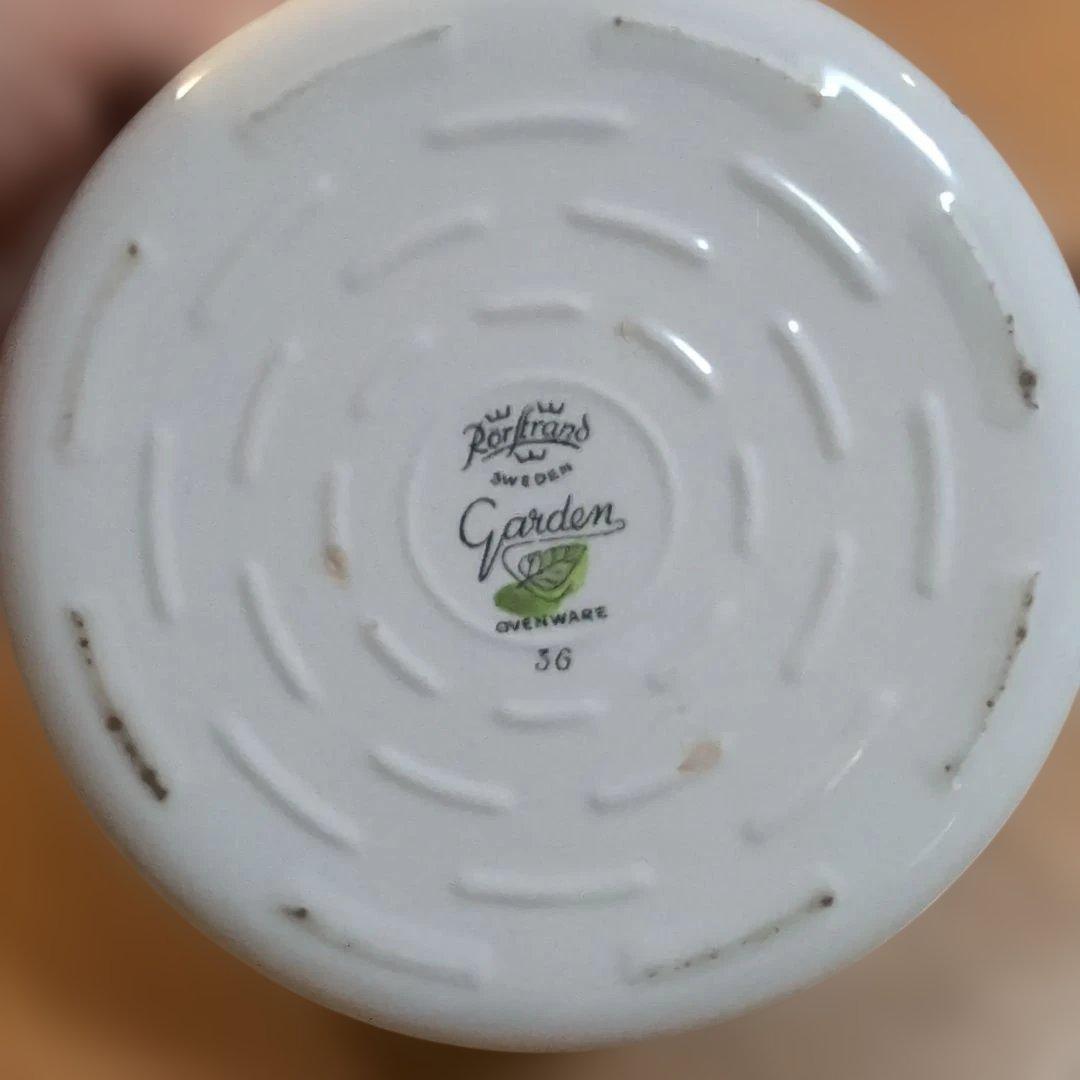 Rörstrand
SWEDEN
Garden
OVENWARE
36